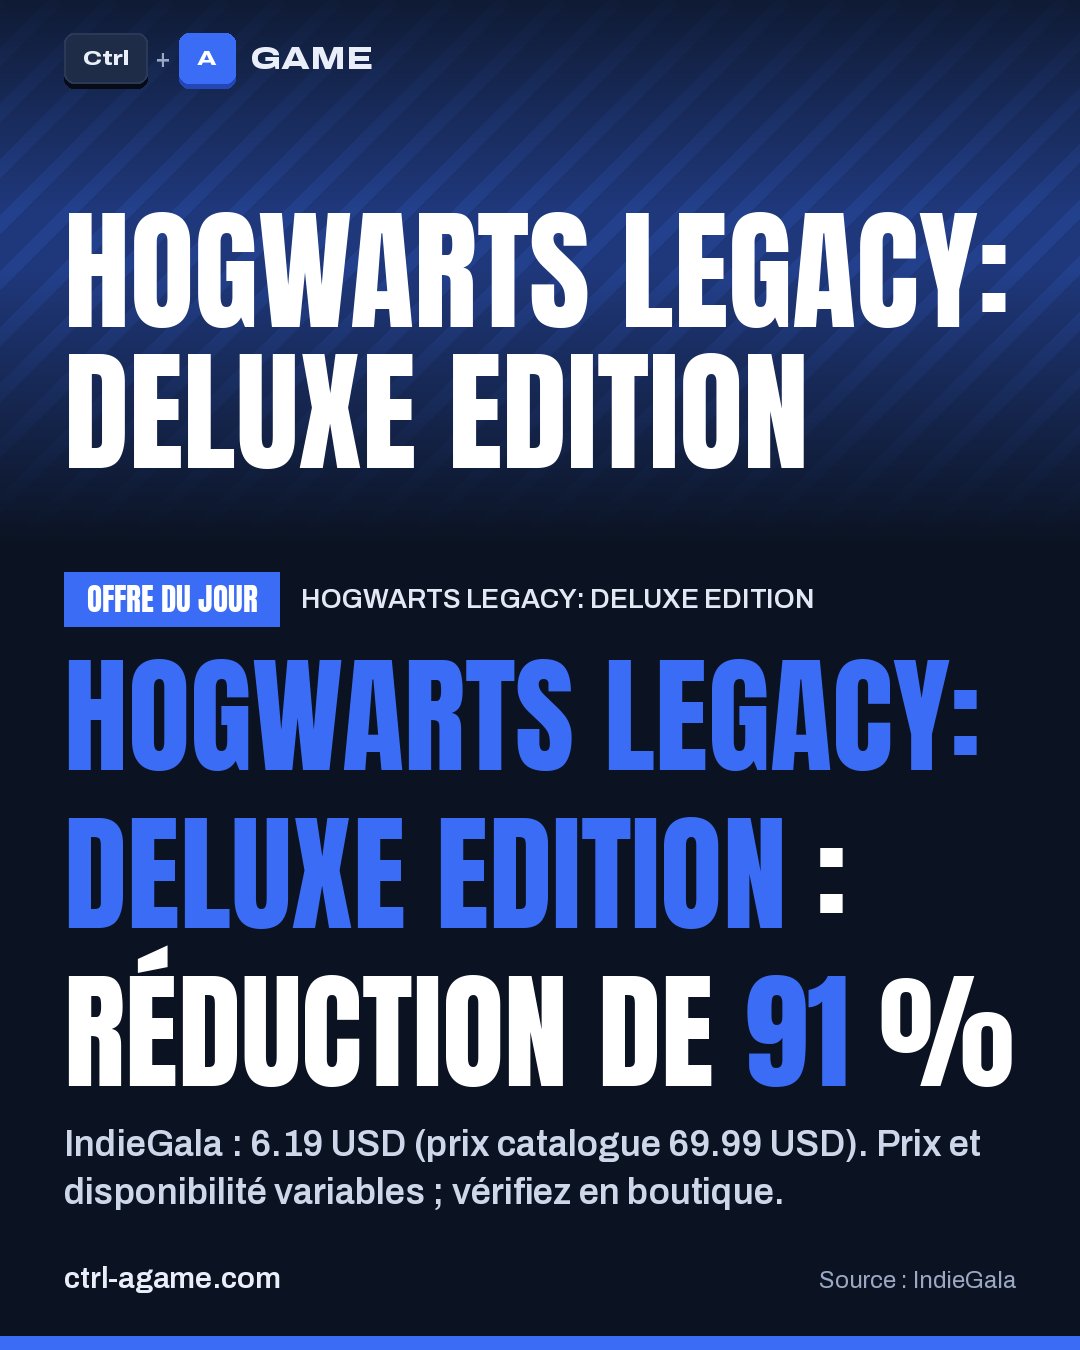 Ctrl + A GAME
HOGWARTS LEGACY:
DELUXE EDITION
OFFRE DU JOUR HOGWARTS LEGACY: DELUXE EDITION
HOGWARTS LEGACY:
DELUXE EDITION :
RÉDUCTION DE 91 %
IndieGala : 6.19 USD (prix catalogue 69.99 USD). Prix et
disponibilité variables ; vérifiez en boutique.
ctrl-agame.com Source : IndieGala